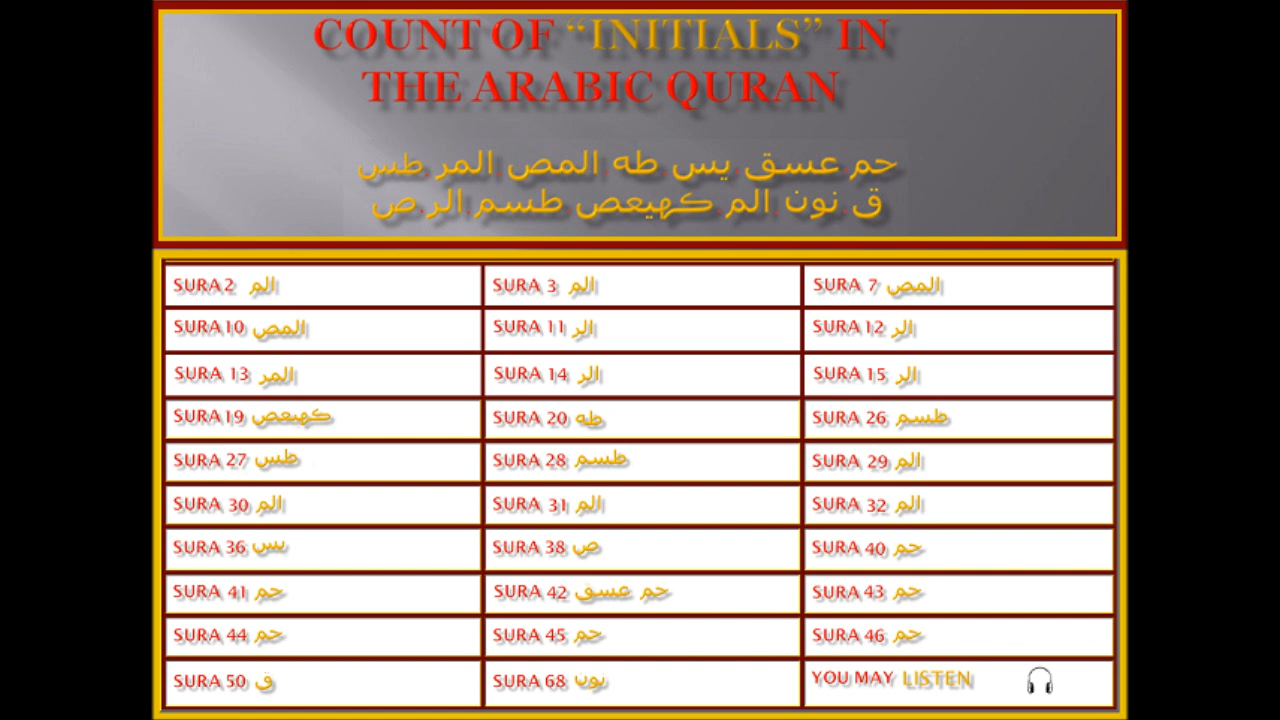 COUNT OF “INITIALS” IN
THE ARABIC QURAN
حم عسق. يس. طه. المص. المر. طس
ق. نون. الم. كهيعص. طسم. الر. ص
SURA 2 الم
SURA 3 الم
SURA 7 المص
SURA 10 المص
SURA 11 الر
SURA 12 الر
SURA 13 المر
SURA 14 الر
SURA 15 الر
SURA 19 كهيعص
SURA 20 طه
SURA 26 طسم
SURA 27 طس
SURA 28 طسم
SURA 29 الم
SURA 30 الم
SURA 31 الم
SURA 32 الم
SURA 36 يس
SURA 38 ص
SURA 40 حم
SURA 41 حم
SURA 42 حم عسق
SURA 43 حم
SURA 44 حم
SURA 45 حم
SURA 46 حم
SURA 50 ق
SURA 68 نون
YOU MAY LISTEN